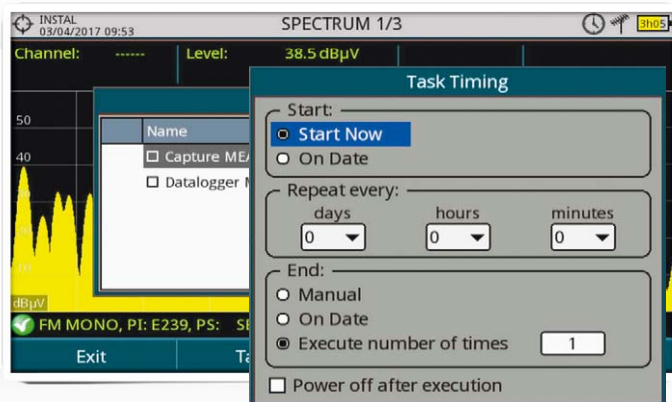 INSTAL
03/04/2017 09:53
SPECTRUM 1/3
3h05
Channel: ------ Level: 38.5 dBµV
Task Timing
Start:
Start Now
On Date
Repeat every:
days hours minutes
0 0 0
End:
Manual
On Date
Execute number of times 1
Power off after execution
Name
Capture
Datalogger
50
40
dBµV
FM MONO, PI: E239, PS:
Exit